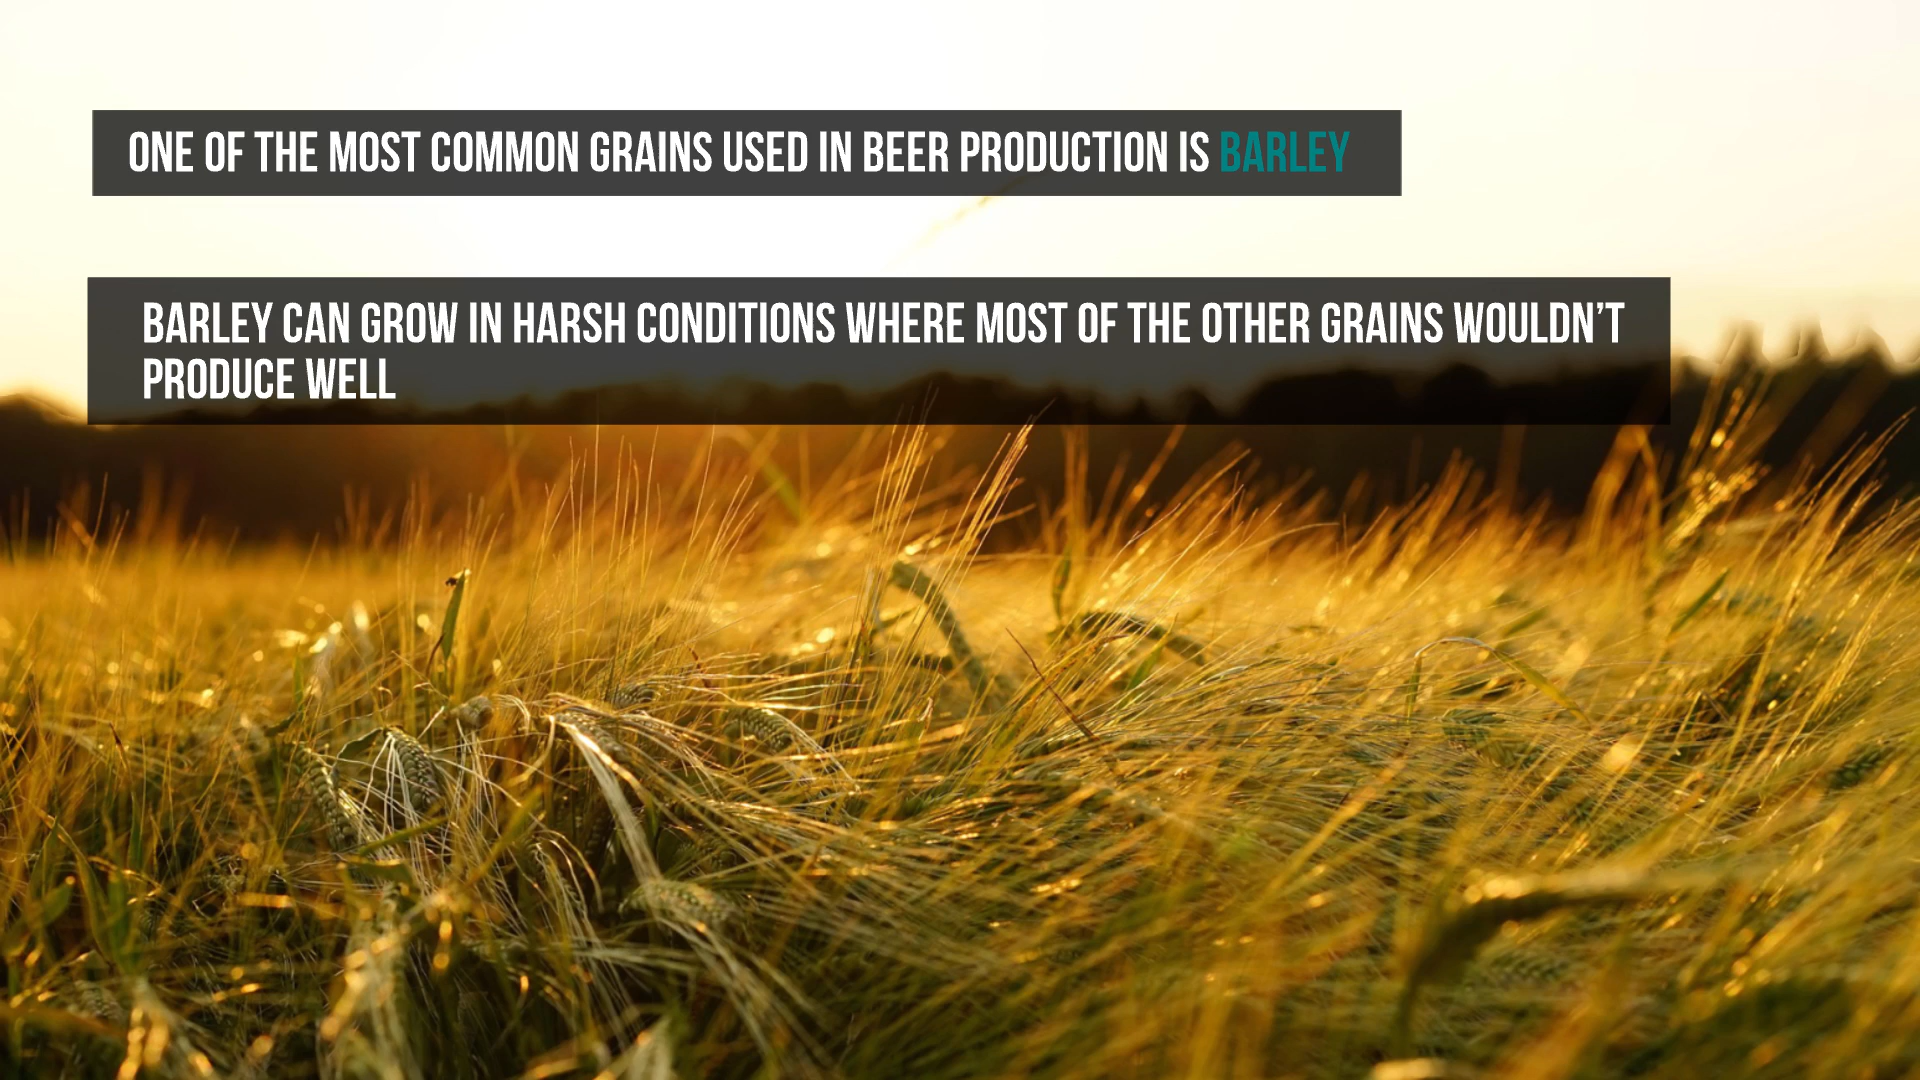 ONE OF THE MOST COMMON GRAINS USED IN BEER PRODUCTION IS BARLEY
BARLEY CAN GROW IN HARSH CONDITIONS WHERE MOST OF THE OTHER GRAINS WOULDN’T
PRODUCE WELL